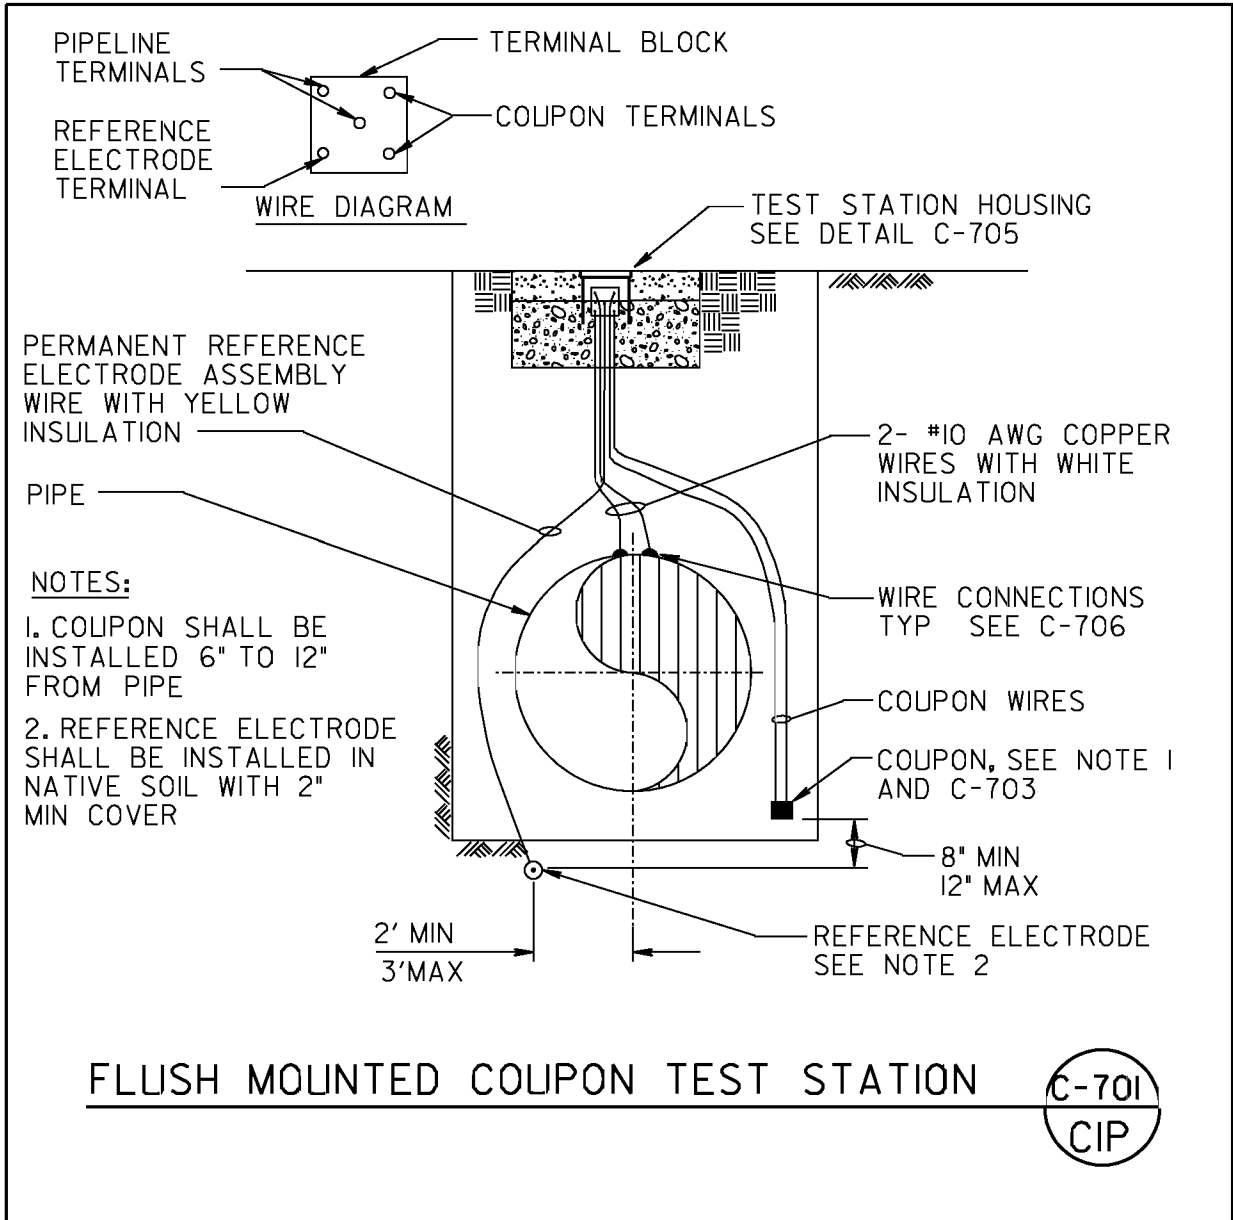 PIPELINE
TERMINALS
TERMINAL BLOCK
COUPON TERMINALS
REFERENCE
ELECTRODE
TERMINAL
WIRE DIAGRAM
TEST STATION HOUSING
SEE DETAIL C-705
PERMANENT REFERENCE
ELECTRODE ASSEMBLY
WIRE WITH YELLOW
INSULATION
2- #10 AWG COPPER
WIRES WITH WHITE
INSULATION
PIPE
NOTES:
1. COUPON SHALL BE
INSTALLED 6" TO 12"
FROM PIPE
2. REFERENCE ELECTRODE
SHALL BE INSTALLED IN
NATIVE SOIL WITH 2"
MIN COVER
WIRE CONNECTIONS
TYP SEE C-706
COUPON WIRES
COUPON, SEE NOTE 1
AND C-703
8" MIN
12" MAX
2' MIN
3'MAX
REFERENCE ELECTRODE
SEE NOTE 2
FLUSH MOUNTED COUPON TEST STATION
C-701
CIP